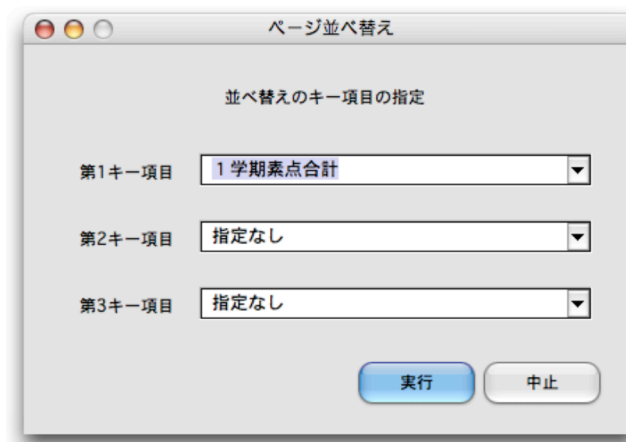 ページ並べ替え
並べ替えのキー項目の指定
第1キー項目 １学期素点合計
第2キー項目 指定なし
第3キー項目 指定なし
実行 中止